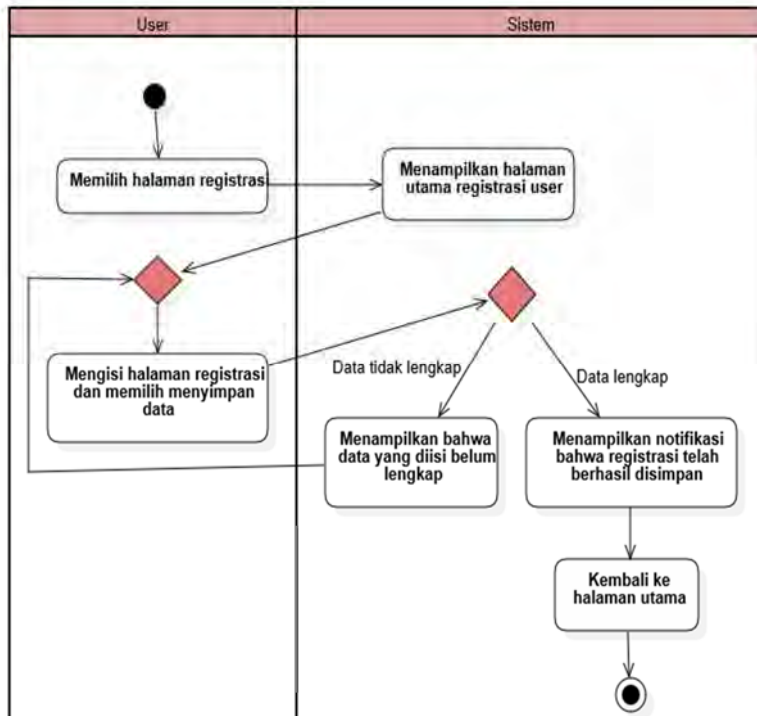 User
Sistem
Memilih halaman registrasi
Menampilkan halaman
utama registrasi user
Mengisi halaman registrasi
dan memilih menyimpan
data
Data tidak lengkap
Data lengkap
Menampilkan bahwa
data yang diisi belum
lengkap
Menampilkan notifikasi
bahwa registrasi telah
berhasil disimpan
Kembali ke
halaman utama